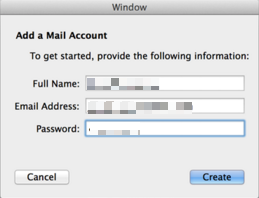 Window
Add a Mail Account
To get started, provide the following information:
Full Name:
Email Address:
Password:
Cancel Create